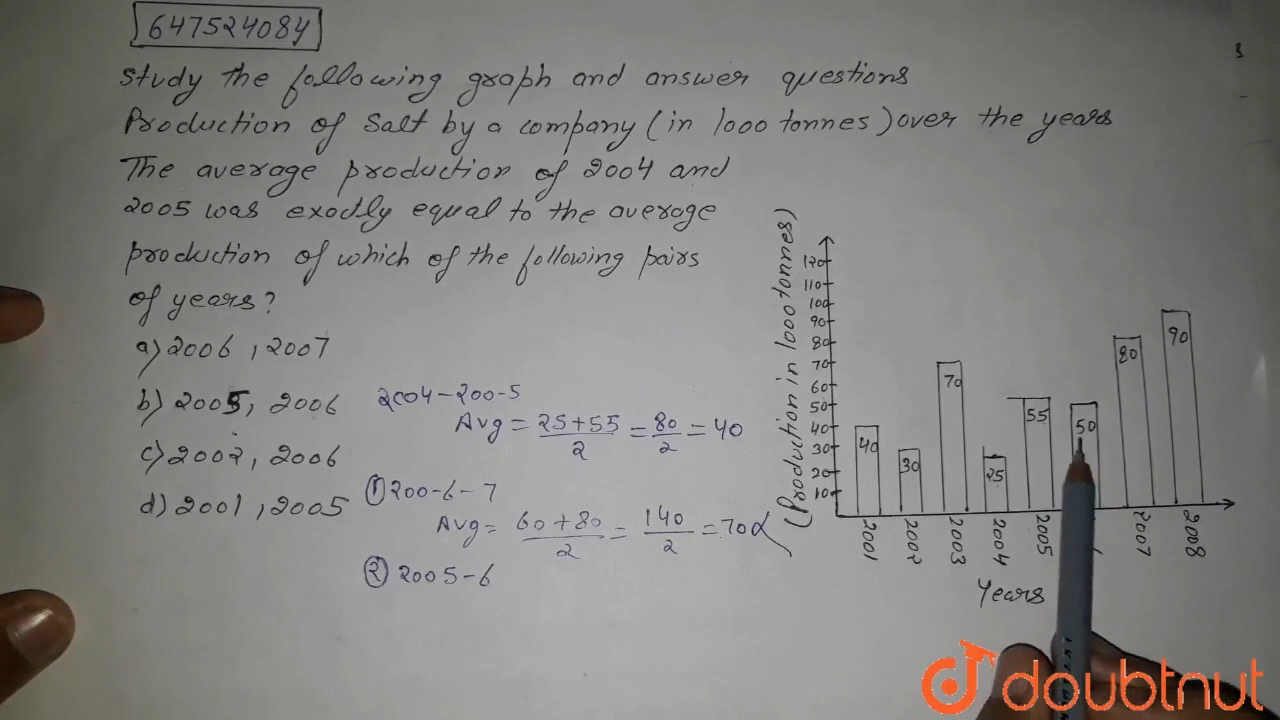 647524084
Study the following graph and answer questions
Production of Salt by a company (in 1000 tonnes) over the years
The average production of 2004 and
2005 was exactly equal to the average
production of which of the following pairs
of years?
a) 2006, 2007
b) 2005, 2006
c) 2002, 2006
d) 2001, 2005
2004-200-5
Avg = 25+55/2 = 80/2 = 40
① 200-6-7
Avg = 60+80/2 = 140/2 = 70
② 2005-6
(Production in 1000 tonnes)
120
110
100
90
80
70
60
50
40
30
20
10
40
30
70
25
55
50
80
90
2001
2002
2003
2004
2005
2007
2008
Years
doubtnut